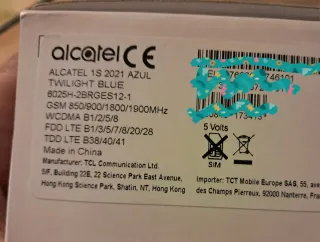 alcatel CE
ALCATEL 1S 2021 AZUL
TWILIGHT BLUE
6025H-2BRGES12-1
GSM 850/900/1800/1900MHz
WCDMA B1/2/5/8
FDD LTE B1/3/5/7/8/20/28
TDD LTE B38/40/41
Made in China
Manufacturer: TCL Communication Ltd.
5/F, Building 22E, 22 Science Park East Avenue,
Hong Kong Science Park, Shatin, NT, Hong Kong
5 Volts
SIM
Importer: TCT Mobile Europe SAS, 55, ave
des Champs Pierreux, 92000 Nanterre, Fran